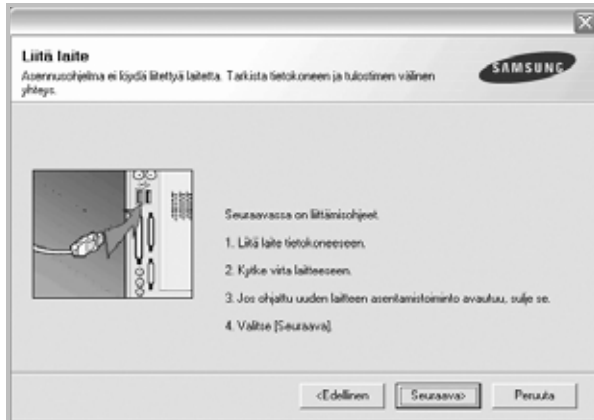 Liitä laite
Asennusohjelma ei löydä liitettyä laitetta. Tarkista tietokoneen ja tulostimen välinen
yhteys.
SAMSUNG
Seuraavassa on liittämisohjeet.
1. Liitä laite tietokoneeseen.
2. Kytke virta laitteeseen.
3. Jos ohjattu uuden laitteen asentamistoiminto avautuu, sulje se.
4. Valitse [Seuraava].
<Edellinen
Seuraava>
Peruuta